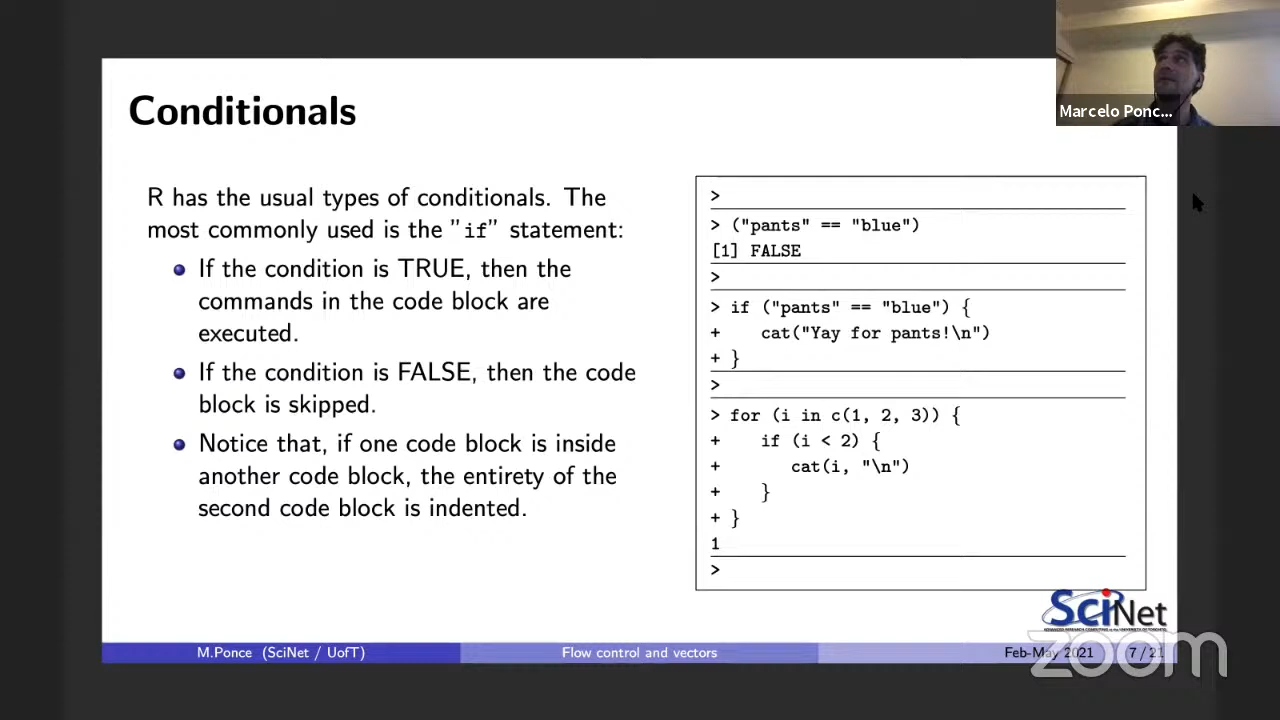 Conditionals
Marcelo Ponc...
R has the usual types of conditionals. The
most commonly used is the ”if” statement:
If the condition is TRUE, then the
commands in the code block are
executed.
If the condition is FALSE, then the code
block is skipped.
Notice that, if one code block is inside
another code block, the entirety of the
second code block is indented.
>
> ("pants" == "blue")
[1] FALSE
>
> if ("pants" == "blue") {
+ cat("Yay for pants!\n")
+ }
>
> for (i in c(1, 2, 3)) {
+ if (i < 2) {
+ cat(i, "\n")
+ }
+ }
1
>
SciNet
M.Ponce (SciNet / UofT)
Flow control and vectors
Feb-May 2021
7 / 21
zoom